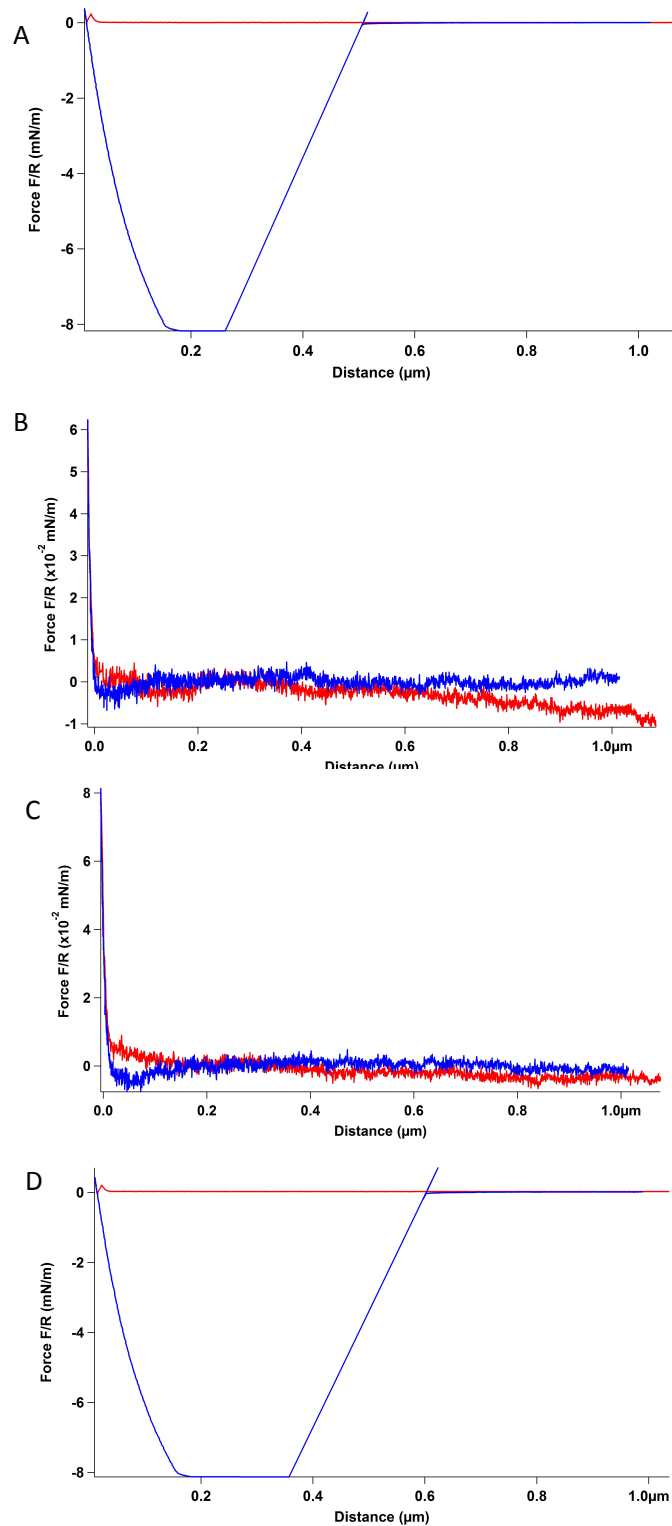 A
0
-2
-4
-6
-8
Force F/R (mN/m)
0.2 0.4 0.6 0.8 1.0
Distance (µm)
B
6
5
4
3
2
1
0
-1
Force F/R (x10⁻² mN/m)
0.0 0.2 0.4 0.6 0.8 1.0µm
Distance (µm)
C
8
6
4
2
0
Force F/R (x10⁻² mN/m)
0.0 0.2 0.4 0.6 0.8 1.0µm
Distance (µm)
D
0
-2
-4
-6
-8
Force F/R (mN/m)
0.2 0.4 0.6 0.8 1.0µm
Distance (µm)